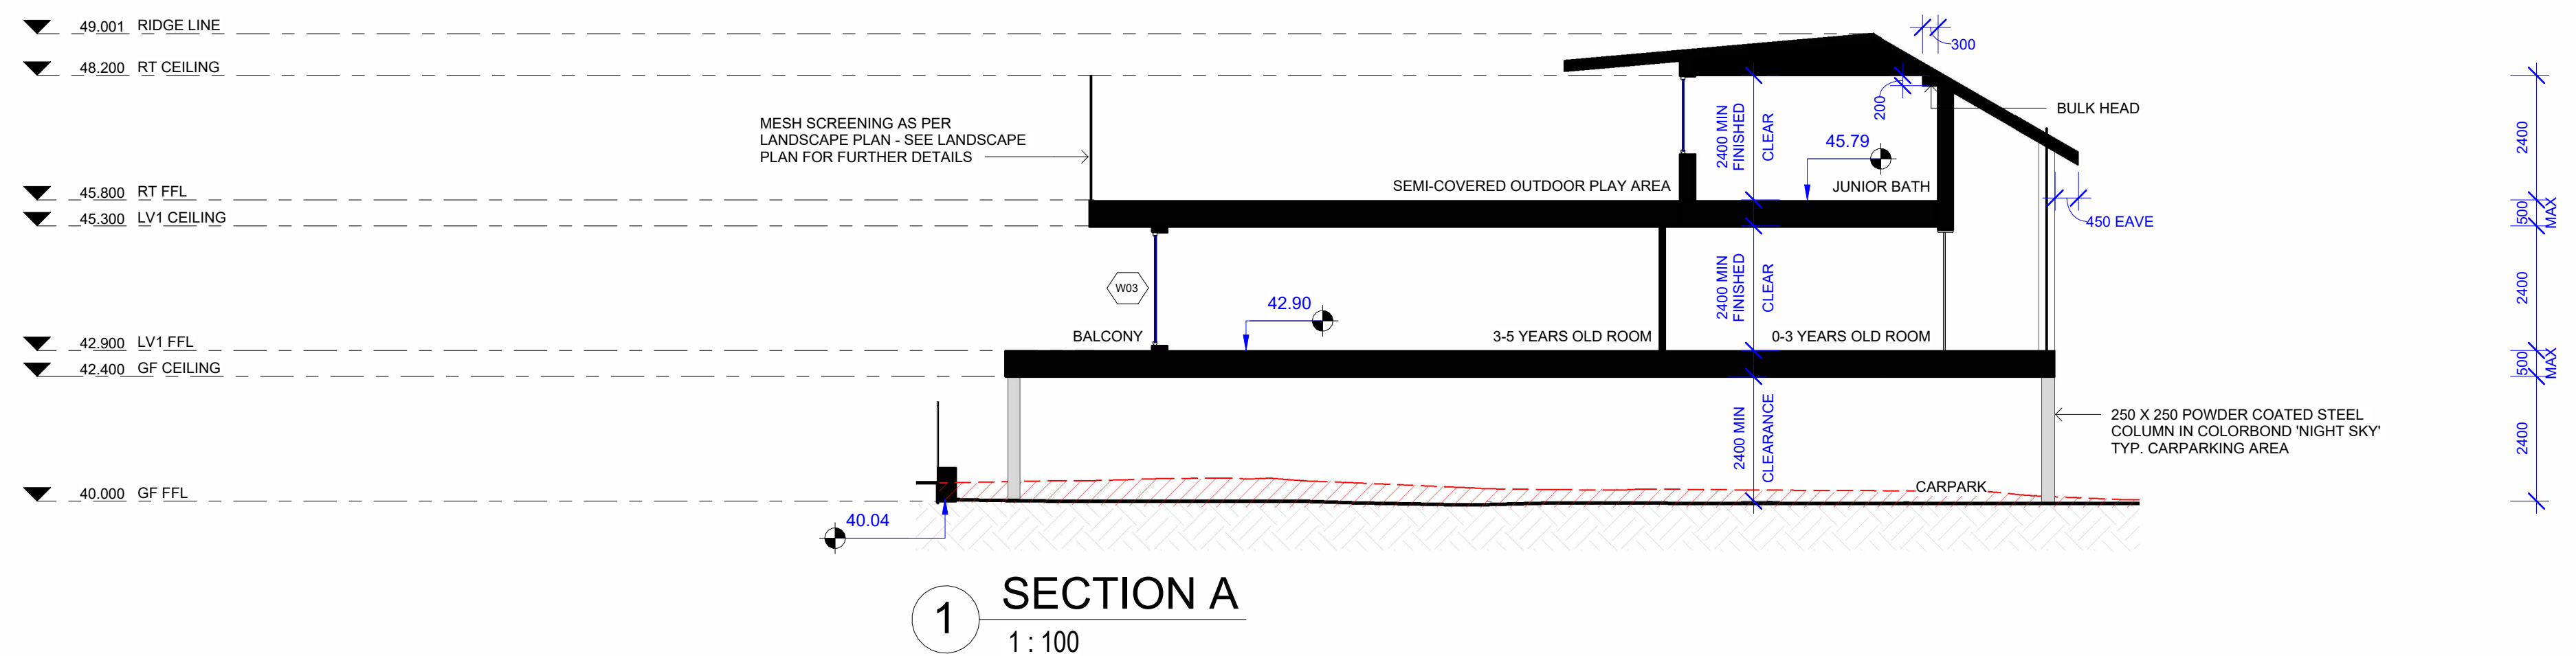 49.001 RIDGE LINE
48.200 RT CEILING
45.800 RT FFL
45.300 LV1 CEILING
42.900 LV1 FFL
42.400 GF CEILING
40.000 GF FFL
MESH SCREENING AS PER
LANDSCAPE PLAN - SEE LANDSCAPE
PLAN FOR FURTHER DETAILS
300
200
BULK HEAD
2400 MIN
FINISHED
CLEAR
45.79
SEMI-COVERED OUTDOOR PLAY AREA
JUNIOR BATH
450 EAVE
W03
42.90
2400 MIN
FINISHED
CLEAR
BALCONY
3-5 YEARS OLD ROOM
0-3 YEARS OLD ROOM
2400 MIN
CLEARANCE
250 X 250 POWDER COATED STEEL
COLUMN IN COLORBOND 'NIGHT SKY'
TYP. CARPARKING AREA
CARPARK
40.04
2400
500
MAX
2400
500
MAX
2400
1
SECTION A
1 : 100